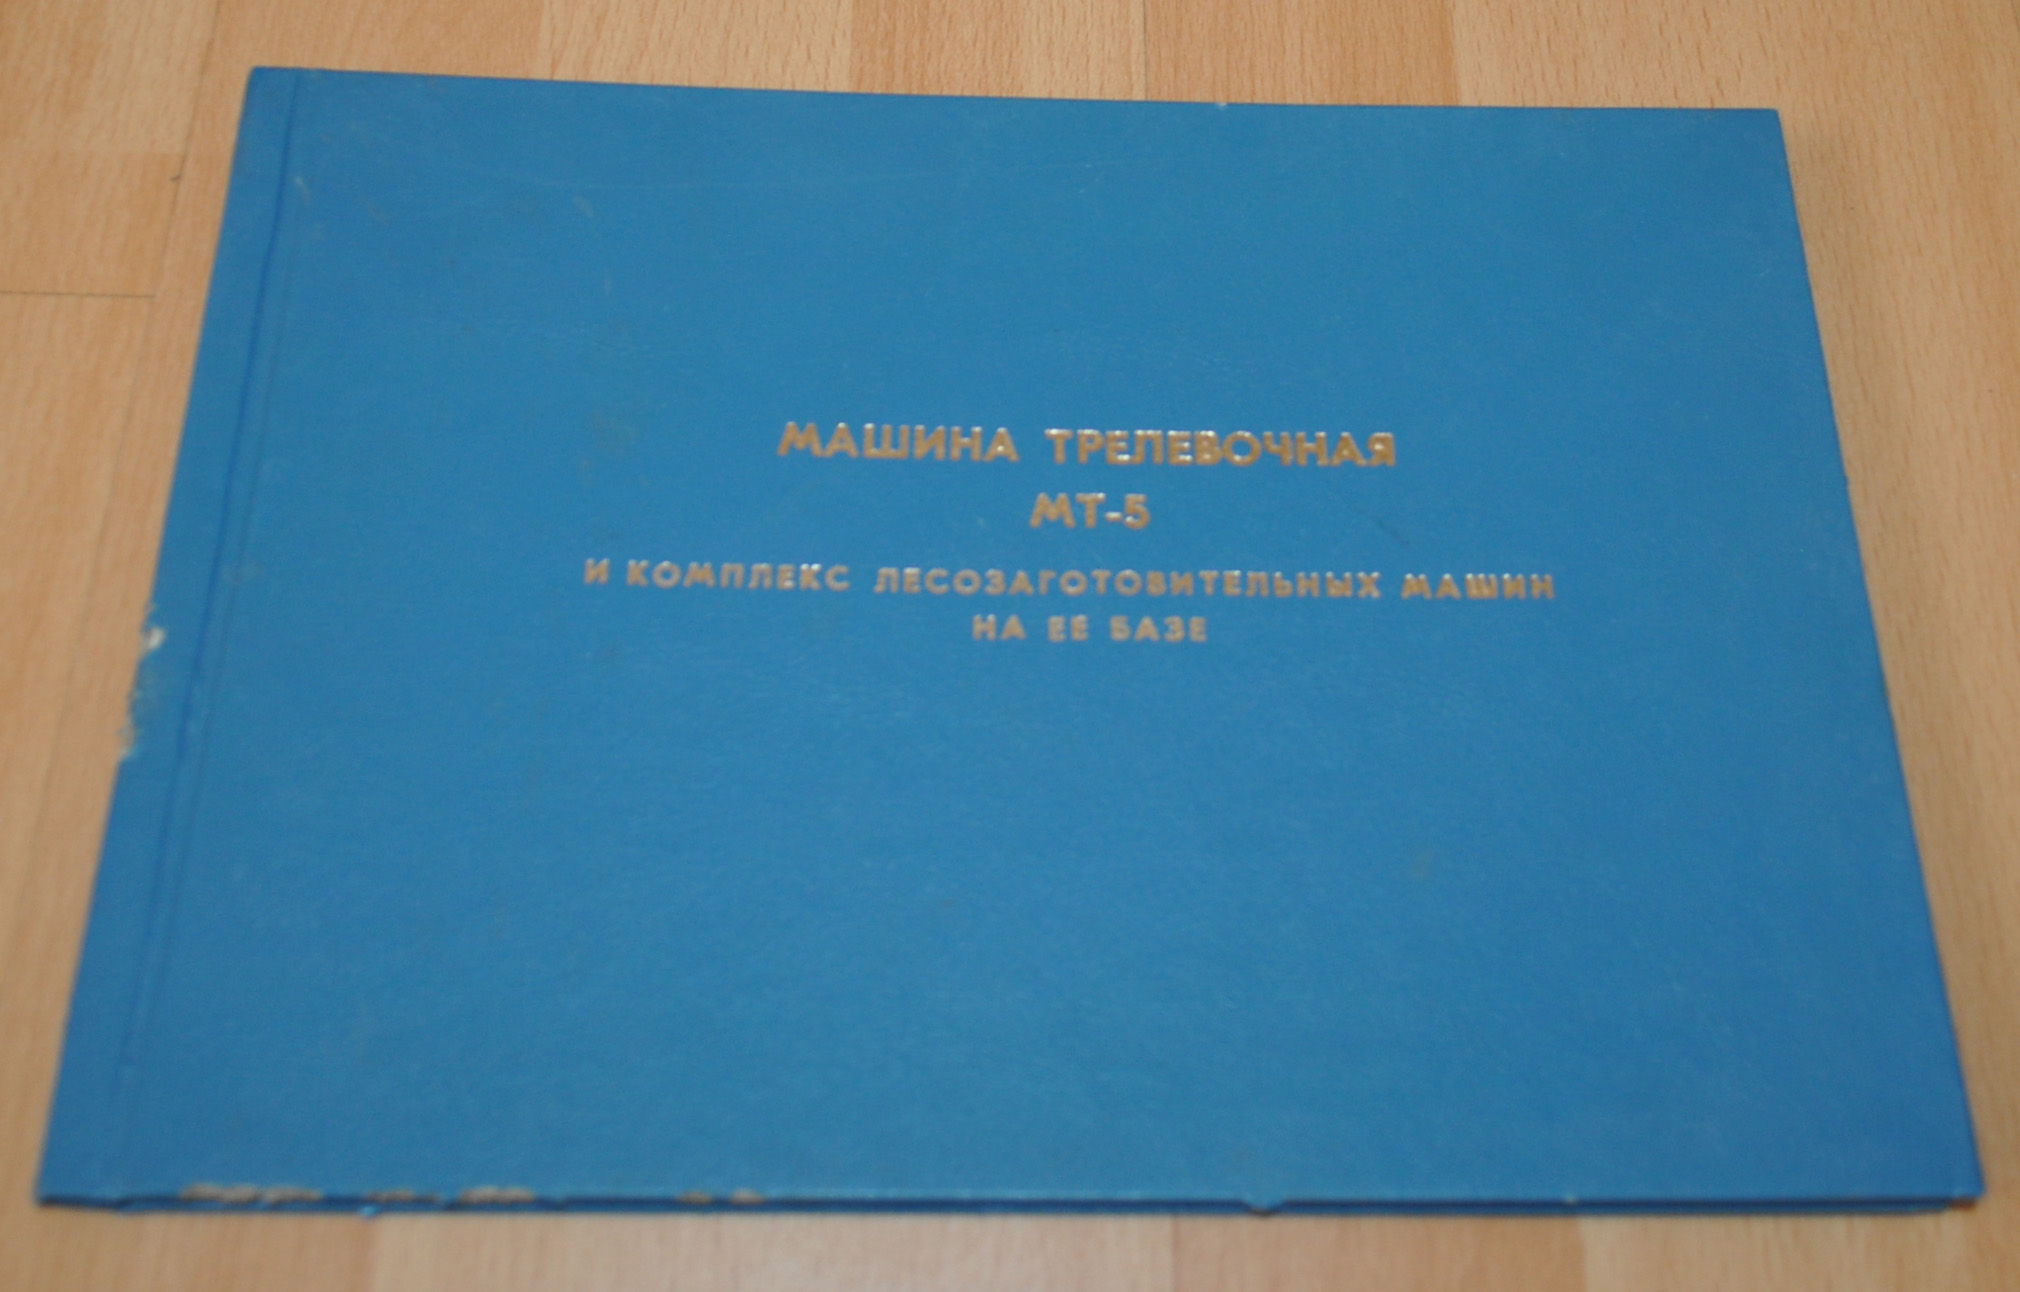 МАШИНА ТРЕЛЕВОЧНАЯ
МТ-5
И КОМПЛЕКС ЛЕСОЗАГОТОВИТЕЛЬНЫХ МАШИН
НА ЕЕ БАЗЕ